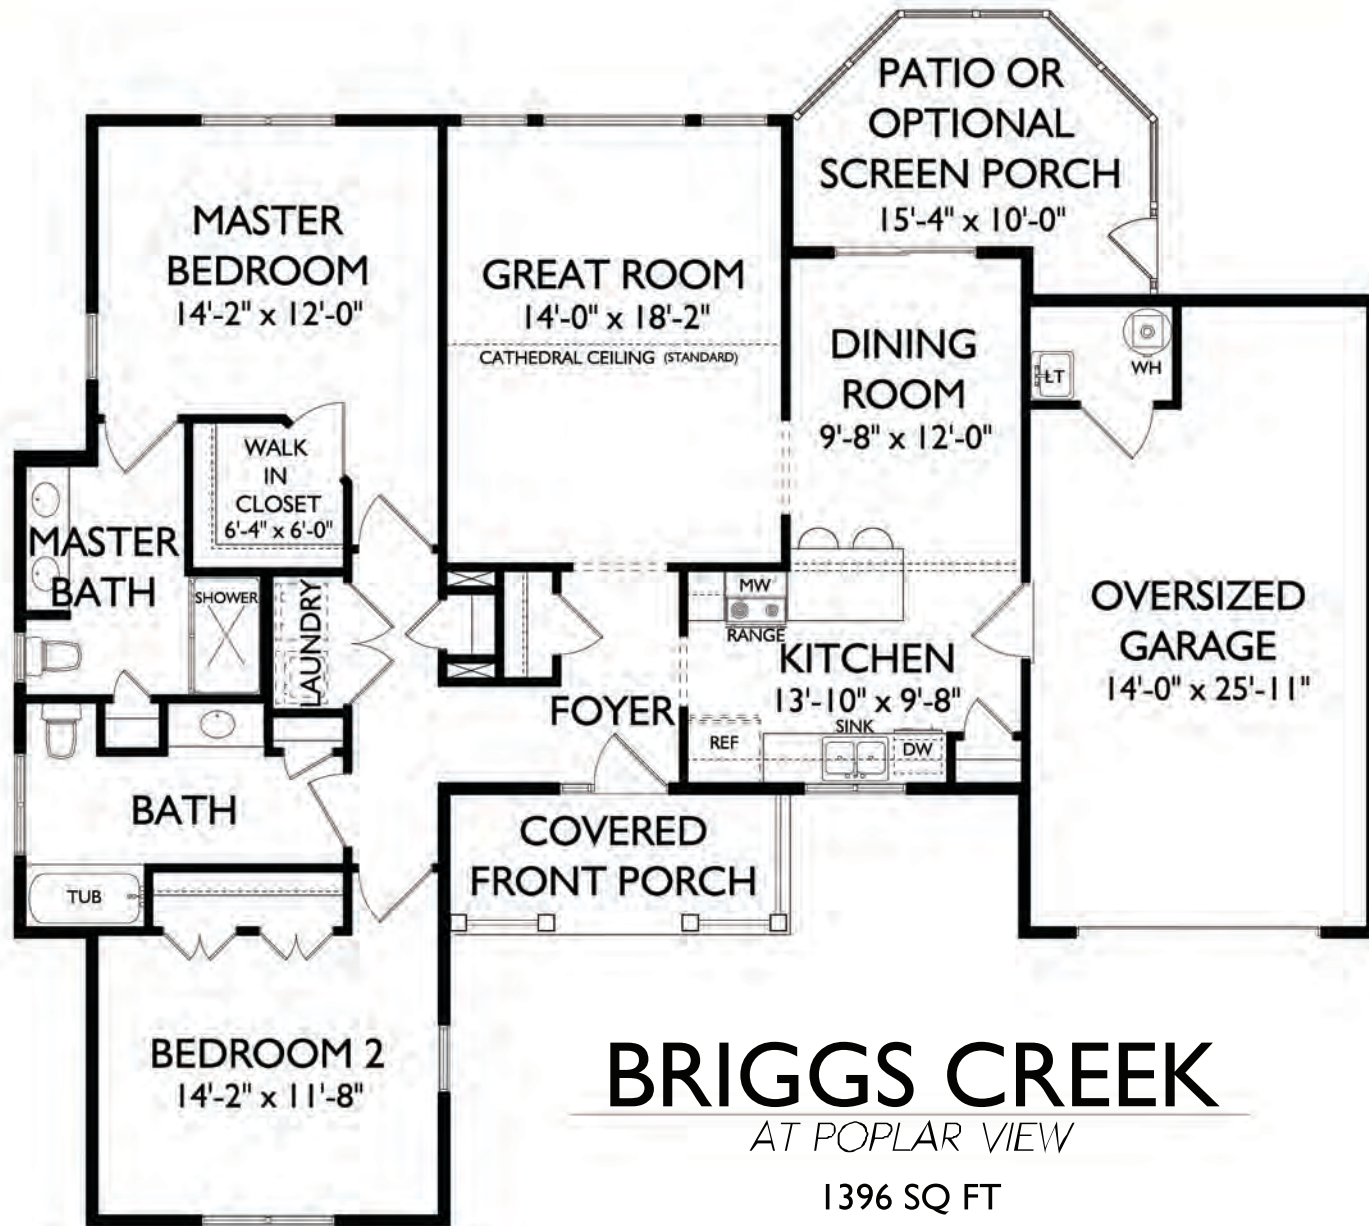 PATIO OR
OPTIONAL
SCREEN PORCH
15'-4" x 10'-0"
MASTER
BEDROOM
14'-2" x 12'-0"
GREAT ROOM
14'-0" x 18'-2"
CATHEDRAL CEILING (STANDARD)
DINING
ROOM
9'-8" x 12'-0"
LT
WH
WALK
IN
CLOSET
6'-4" x 6'-0"
MASTER
BATH
SHOWER
LAUNDRY
MW
RANGE
KITCHEN
13'-10" x 9'-8"
SINK
REF
DW
OVERSIZED
GARAGE
14'-0" x 25'-11"
FOYER
BATH
TUB
COVERED
FRONT PORCH
BEDROOM 2
14'-2" x 11'-8"
BRIGGS CREEK
AT POPLAR VIEW
1396 SQ FT